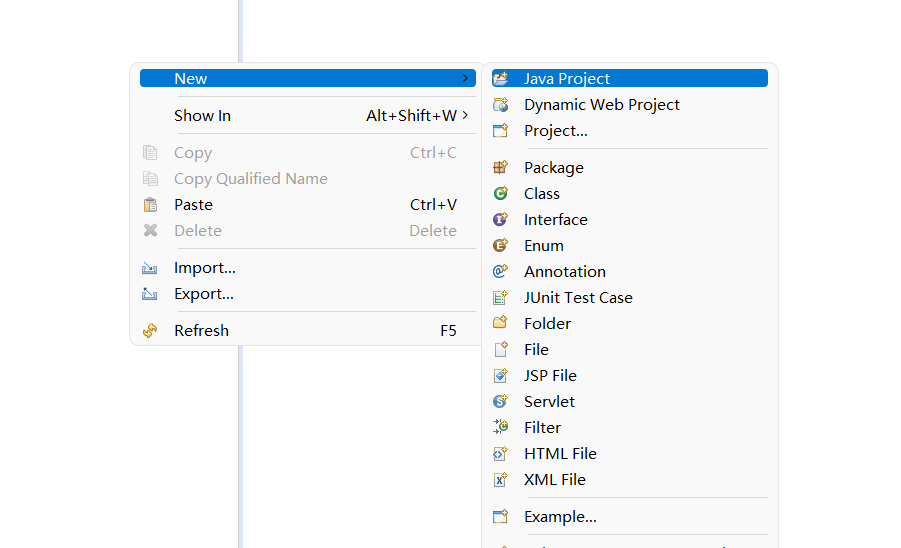 New
Show In Alt+Shift+W
Copy Ctrl+C
Copy Qualified Name
Paste Ctrl+V
Delete Delete
Import...
Export...
Refresh F5
Java Project
Dynamic Web Project
Project...
Package
Class
Interface
Enum
Annotation
JUnit Test Case
Folder
File
JSP File
Servlet
Filter
HTML File
XML File
Example...